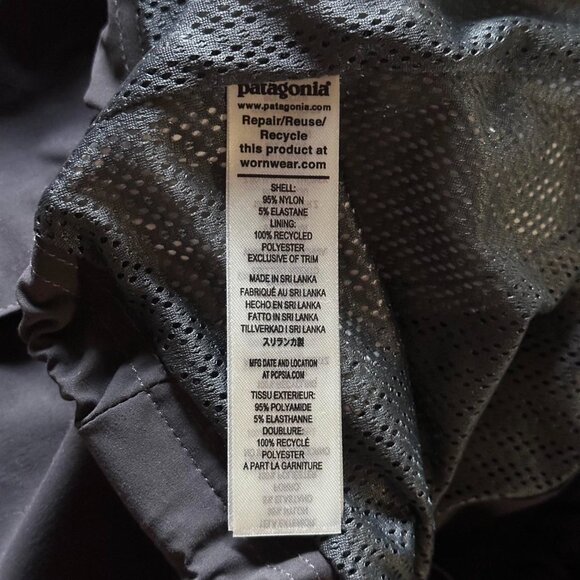 patagonia®
www.patagonia.com
Repair/Reuse/
Recycle
this product at
wornwear.com
SHELL:
95% NYLON
5% ELASTANE
LINING:
100% RECYCLED
POLYESTER
EXCLUSIVE OF TRIM
MADE IN SRI LANKA
FABRIQUÉ AU SRI LANKA
HECHO EN SRI LANKA
FATTO IN SRI LANKA
TILLVERKAD I SRI LANKA
スリランカ製
MFG DATE AND LOCATION
AT PCPSIA.COM
TISSU EXTERIEUR:
95% POLYAMIDE
5% ELASTHANNE
DOUBLURE:
100% RECYCLÉ
POLYESTER
A PART LA GARNITURE